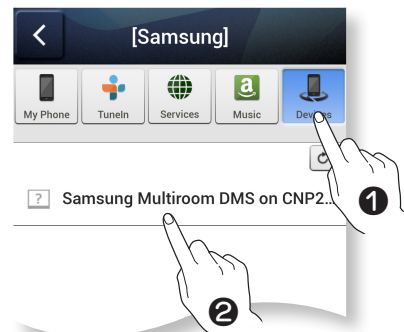 [Samsung]
a
My Phone TuneIn Services Music Devices
1
? Samsung Multiroom DMS on CNP2...
2